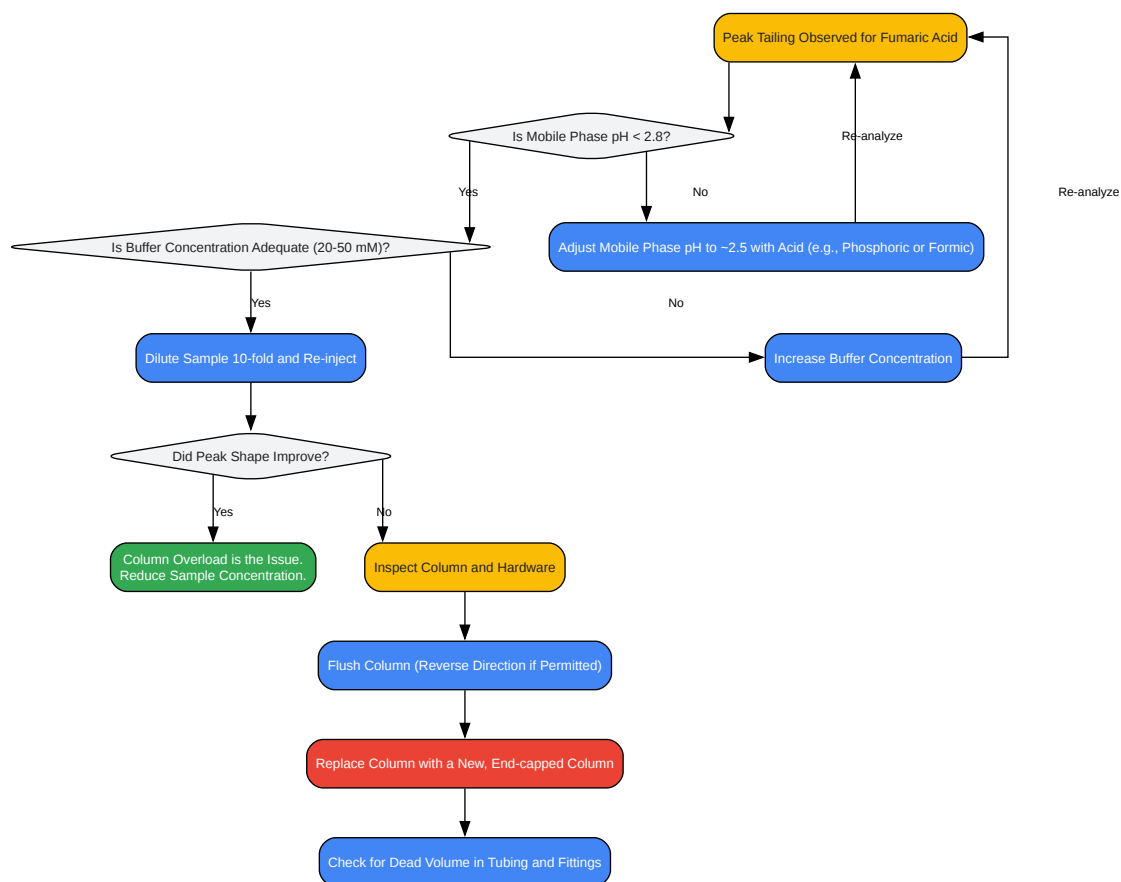 Peak Tailing Observed for Fumaric Acid
Is Mobile Phase pH < 2.8?
Re-analyze
Yes
No
Re-analyze
Is Buffer Concentration Adequate (20-50 mM)?
Adjust Mobile Phase pH to ~2.5 with Acid (e.g., Phosphoric or Formic)
Yes
No
Dilute Sample 10-fold and Re-inject
Increase Buffer Concentration
Did Peak Shape Improve?
Yes
No
Column Overload is the Issue.
Reduce Sample Concentration.
Inspect Column and Hardware
Flush Column (Reverse Direction if Permitted)
Replace Column with a New, End-capped Column
Check for Dead Volume in Tubing and Fittings